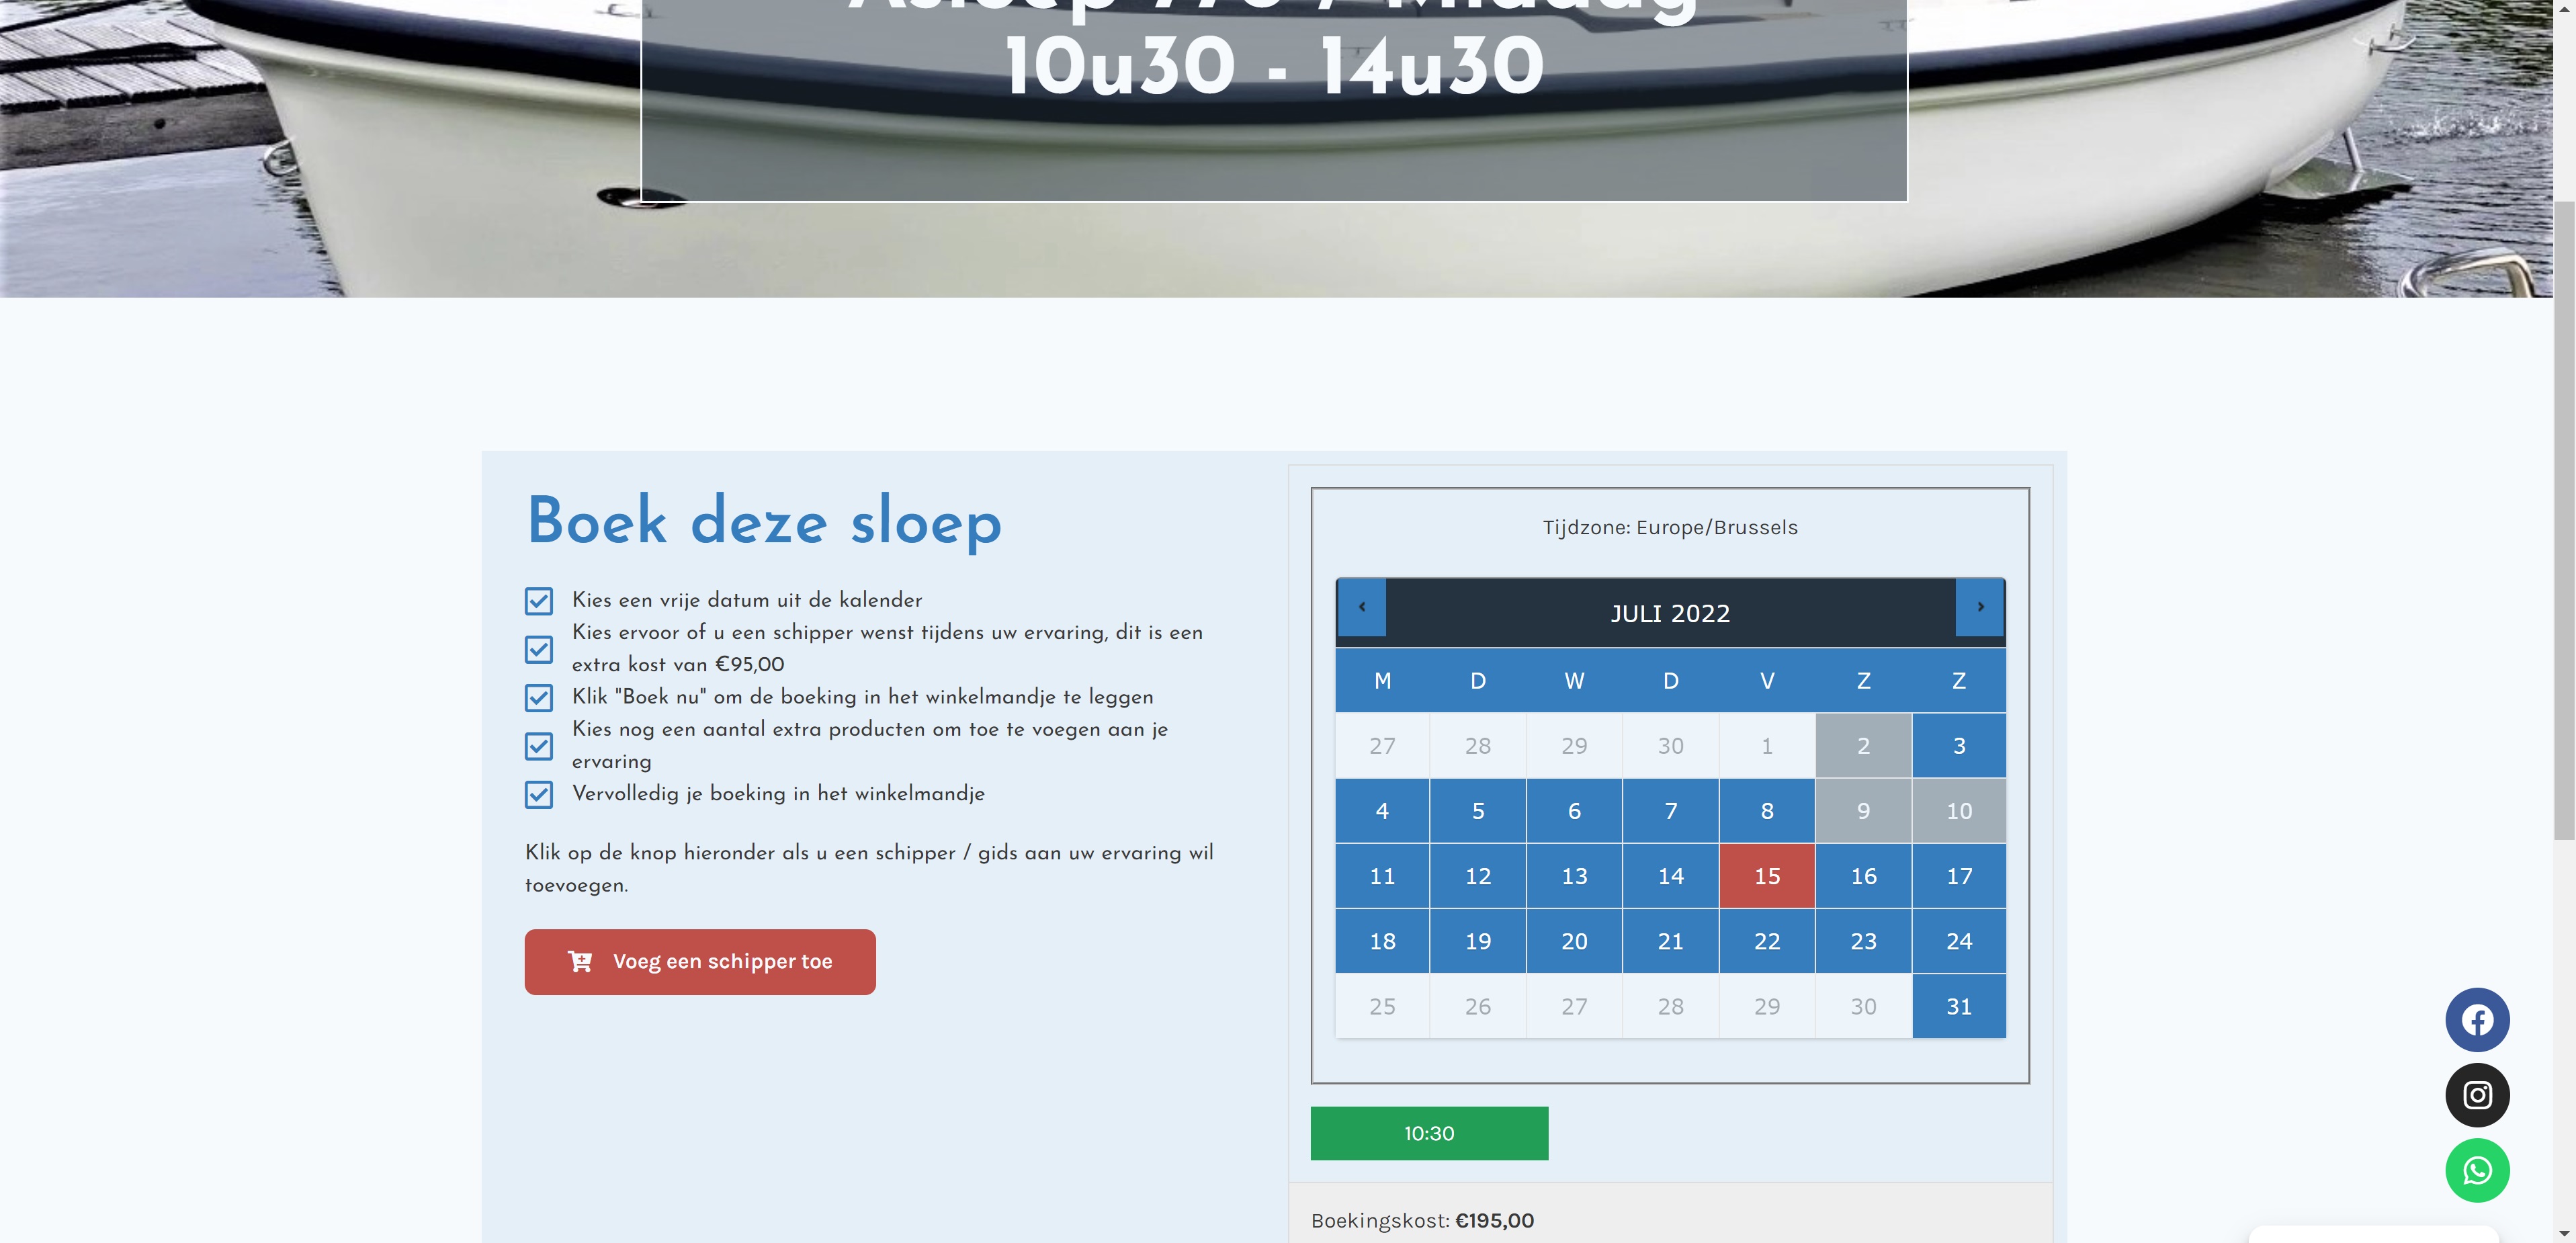 10u30 - 14u30
Boek deze sloep
Kies een vrije datum uit de kalender
Kies ervoor of u een schipper wenst tijdens uw ervaring, dit is een
extra kost van €95,00
Klik "Boek nu" om de boeking in het winkelmandje te leggen
Kies nog een aantal extra producten om toe te voegen aan je
ervaring
Vervolledig je boeking in het winkelmandje
Klik op de knop hieronder als u een schipper / gids aan uw ervaring wil
toevoegen.
Voeg een schipper toe
Tijdzone: Europe/Brussels
JULI 2022
M D W D V Z Z
27 28 29 30 1 2 3
4 5 6 7 8 9 10
11 12 13 14 15 16 17
18 19 20 21 22 23 24
25 26 27 28 29 30 31
10:30
Boekingskost: €195,00